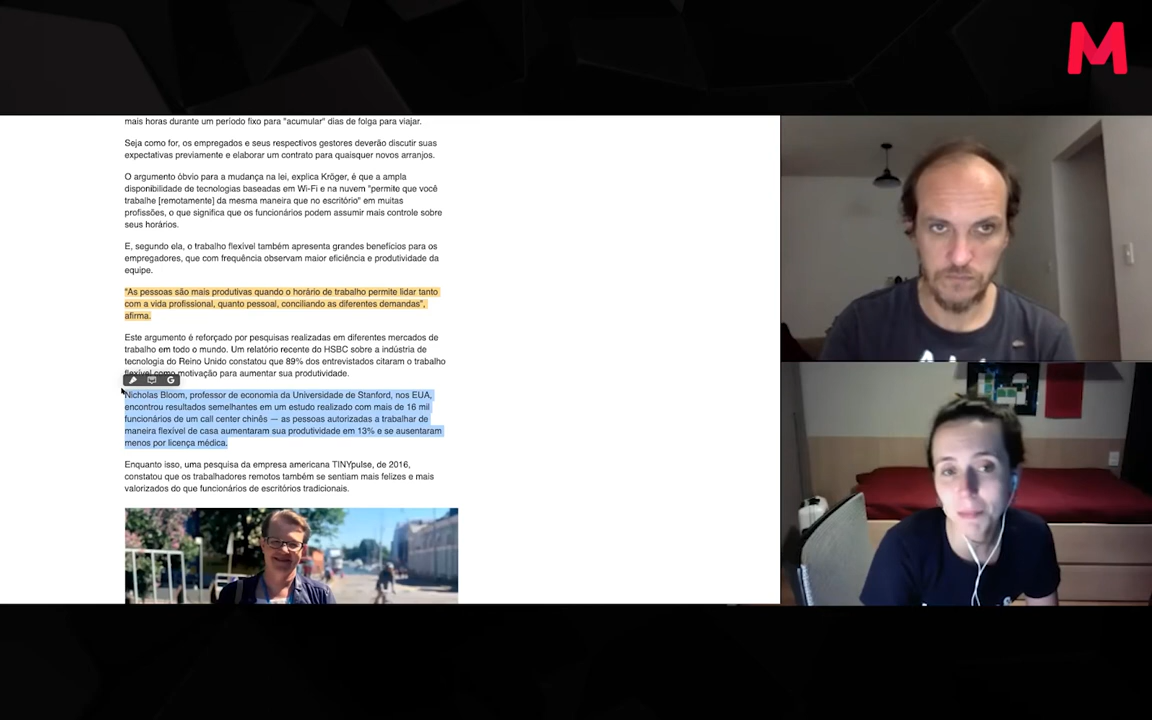 M
mais horas durante um período fixo para "acumular" dias de folga para viajar.
Seja como for, os empregados e seus respectivos gestores deverão discutir suas
expectativas previamente e elaborar um contrato para quaisquer novos arranjos.
O argumento óbvio para a mudança na lei, explica Kröger, é que a ampla
disponibilidade de tecnologias baseadas em Wi-Fi e na nuvem "permite que você
trabalhe [remotamente] da mesma maneira que no escritório" em muitas
profissões, o que significa que os funcionários podem assumir mais controle sobre
seus horários.
E, segundo ela, o trabalho flexível também apresenta grandes benefícios para os
empregadores, que com frequência observam maior eficiência e produtividade da
equipe.
"As pessoas são mais produtivas quando o horário de trabalho permite lidar tanto
com a vida profissional, quanto pessoal, conciliando as diferentes demandas",
afirma.
Este argumento é reforçado por pesquisas realizadas em diferentes mercados de
trabalho em todo o mundo. Um relatório recente do HSBC sobre a indústria de
tecnologia do Reino Unido constatou que 89% dos entrevistados citaram o trabalho
flexível como motivação para aumentar sua produtividade.
Nicholas Bloom, professor de economia da Universidade de Stanford, nos EUA,
encontrou resultados semelhantes em um estudo realizado com mais de 16 mil
funcionários de um call center chinês — as pessoas autorizadas a trabalhar de
maneira flexível de casa aumentaram sua produtividade em 13% e se ausentaram
menos por licença médica.
Enquanto isso, uma pesquisa da empresa americana TINYpulse, de 2016,
constatou que os trabalhadores remotos também se sentiam mais felizes e mais
valorizados do que funcionários de escritórios tradicionais.